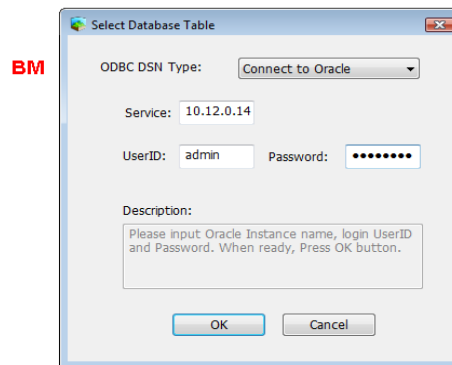 Select Database Table
BM
ODBC DSN Type: Connect to Oracle
Service: 10.12.0.14
UserID: admin Password: ●●●●●●●●
Description:
Please input Oracle Instance name, login UserID
and Password. When ready, Press OK button.
OK Cancel